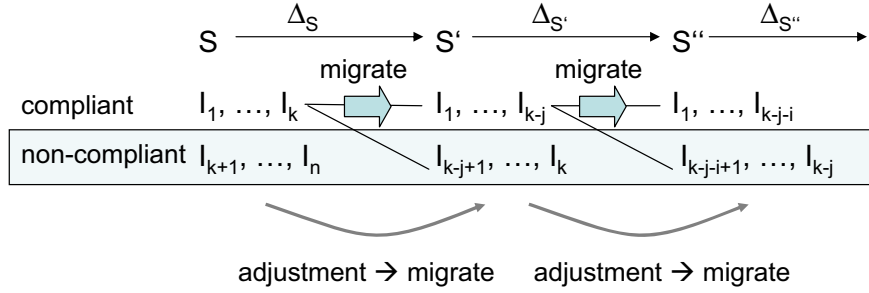 S Δ_S S‘ Δ_S‘ S‘‘ Δ_S‘‘
migrate migrate
compliant I_1, …, I_k I_1, …, I_k-j I_1, …, I_k-j-i
non-compliant I_k+1, …, I_n I_k-j+1, …, I_k I_k-j-i+1, …, I_k-j
adjustment → migrate adjustment → migrate